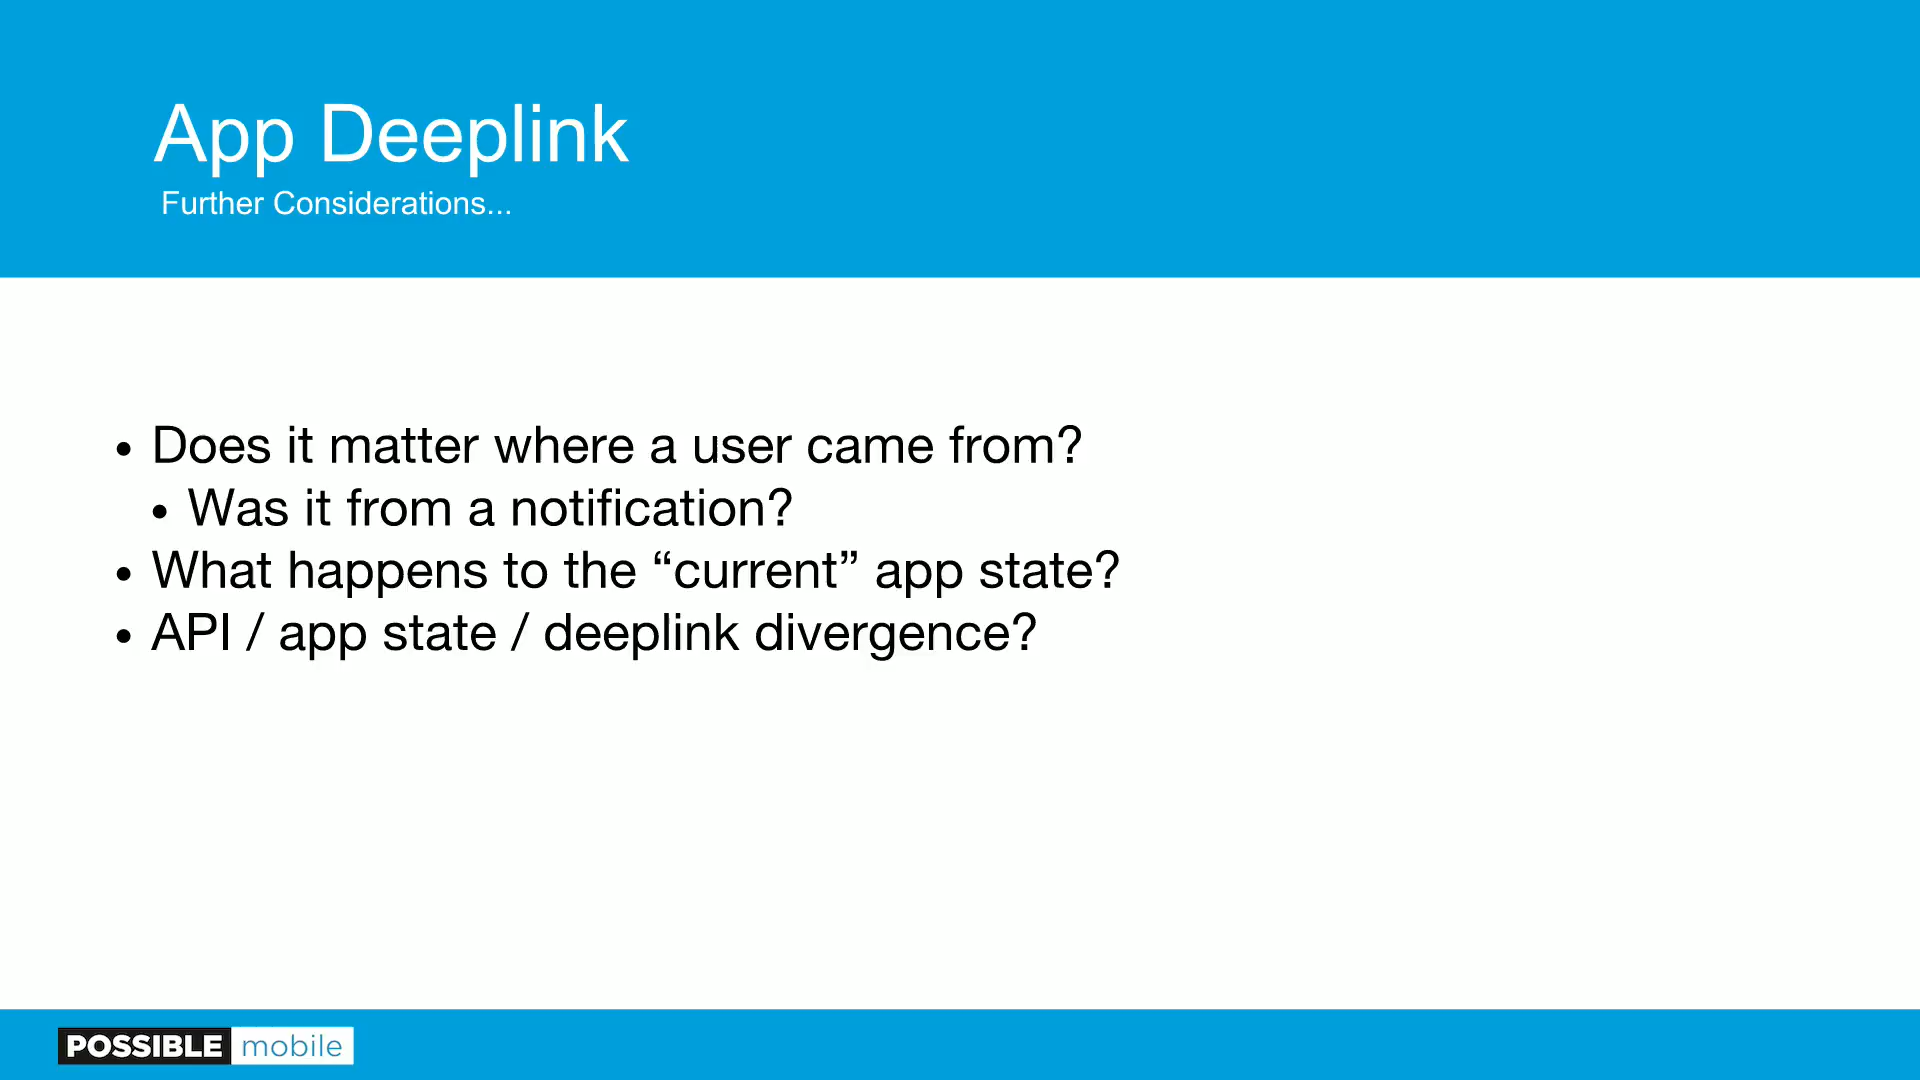 App Deeplink
Further Considerations...
• Does it matter where a user came from?
• Was it from a notification?
• What happens to the “current” app state?
• API / app state / deeplink divergence?
POSSIBLE mobile